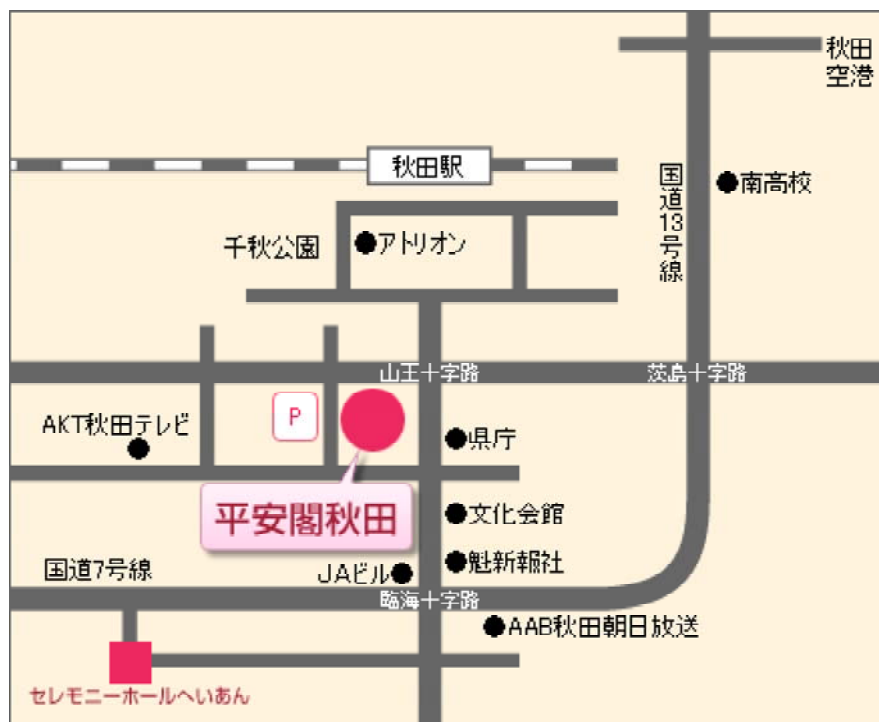 秋田
空港
秋田駅
国道13号線
南高校
千秋公園
アトリオン
山王十字路
茨島十字路
P
AKT秋田テレビ
県庁
平安閣秋田
文化会館
魁新報社
国道7号線
JAビル
臨海十字路
AAB秋田朝日放送
セレモニーホールへいあん